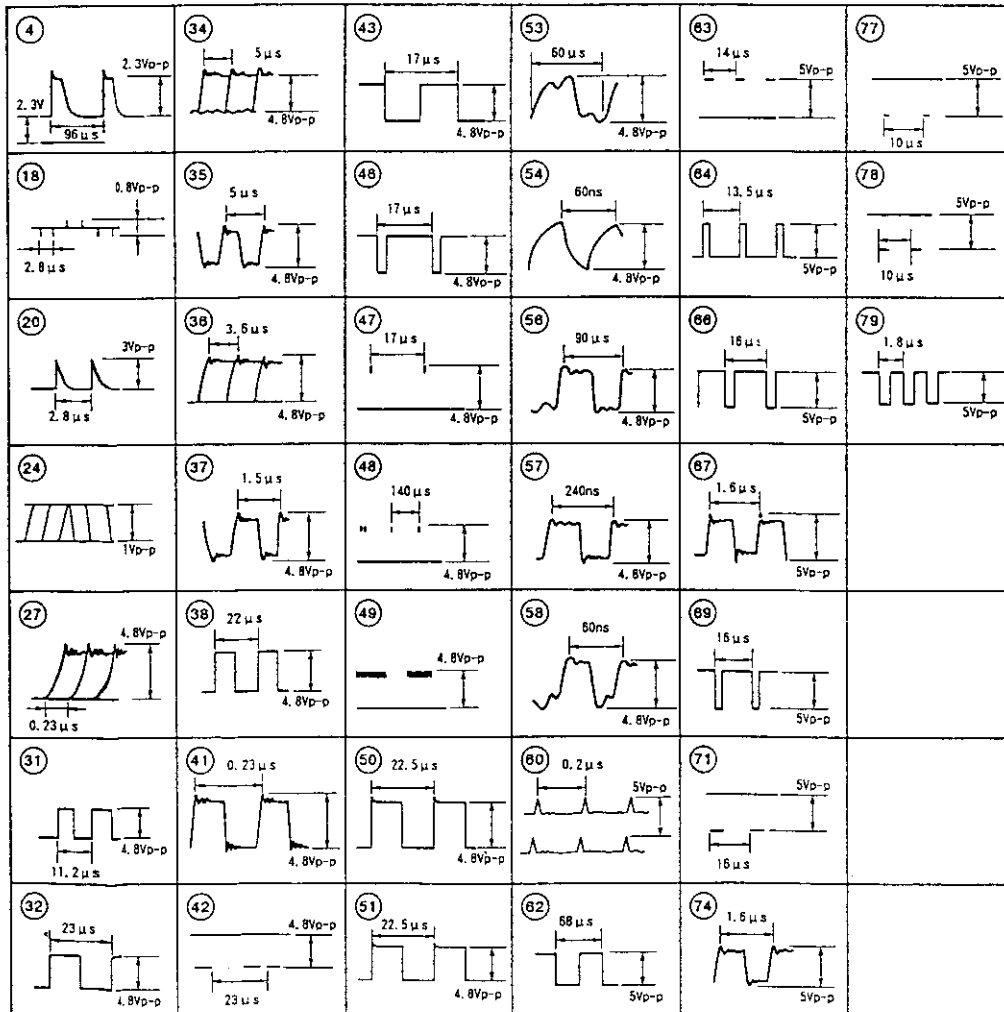 4
2.3Vp-p
2.3V
96μs
34
5μs
4.8Vp-p
43
17μs
4.8Vp-p
53
60μs
4.8Vp-p
63
14μs
5Vp-p
77
5Vp-p
10μs
18
0.8Vp-p
2.8μs
35
5μs
4.8Vp-p
46
17μs
4.8Vp-p
54
60ns
4.8Vp-p
64
13.5μs
5Vp-p
78
5Vp-p
10μs
20
3Vp-p
2.8μs
36
3.6μs
4.8Vp-p
47
17μs
4.8Vp-p
56
90μs
4.8Vp-p
66
16μs
5Vp-p
79
1.8μs
5Vp-p
24
1Vp-p
37
1.5μs
4.8Vp-p
48
140μs
4.8Vp-p
57
240ns
4.8Vp-p
67
1.6μs
5Vp-p
27
4.8Vp-p
0.23μs
38
22μs
4.8Vp-p
49
4.8Vp-p
58
60ns
4.8Vp-p
69
16μs
5Vp-p
31
4.8Vp-p
11.2μs
41
0.23μs
4.8Vp-p
50
22.5μs
4.8Vp-p
60
0.2μs
5Vp-p
71
5Vp-p
16μs
32
23μs
4.8Vp-p
42
4.8Vp-p
23μs
51
22.5μs
4.8Vp-p
62
68μs
5Vp-p
74
1.6μs
5Vp-p